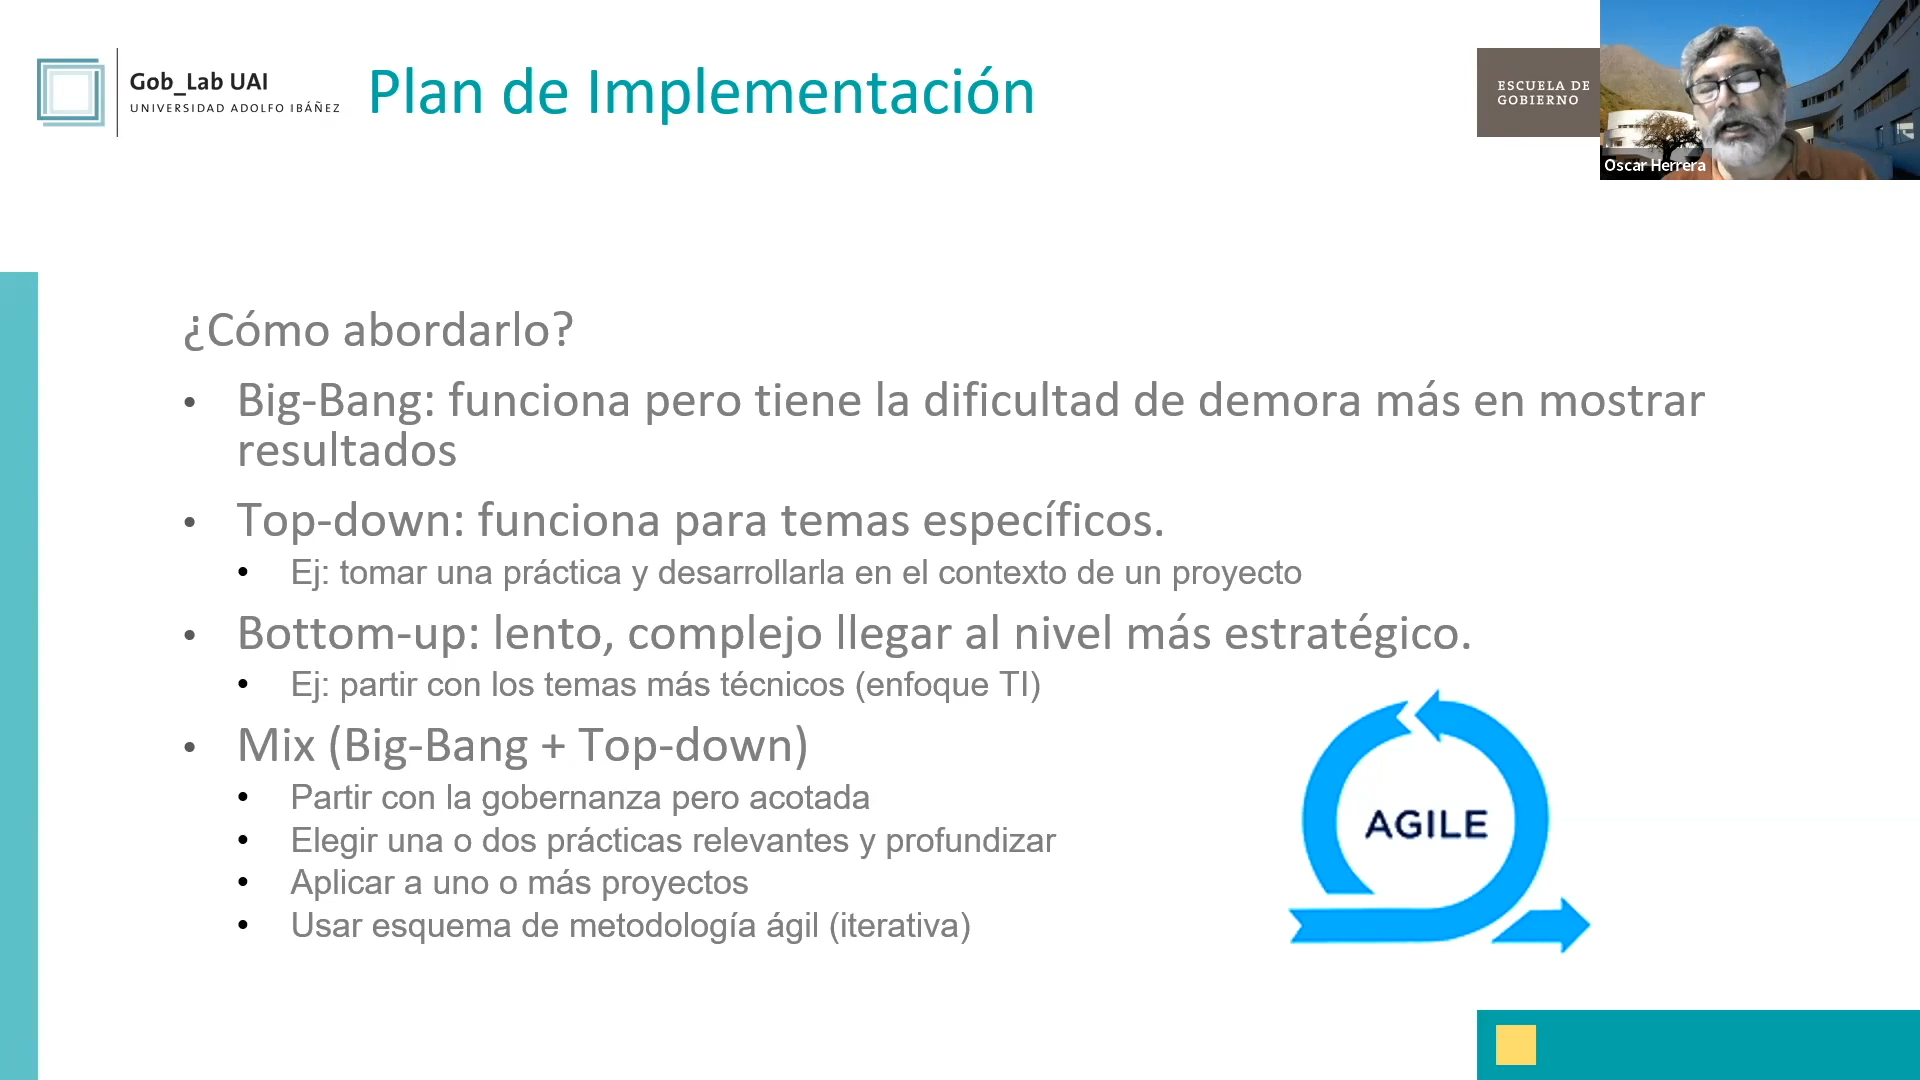 Gob_Lab UAI
UNIVERSIDAD ADOLFO IBÁÑEZ
Plan de Implementación
ESCUELA DE
GOBIERNO
Oscar Herrera
¿Cómo abordarlo?
• Big-Bang: funciona pero tiene la dificultad de demora más en mostrar
resultados
• Top-down: funciona para temas específicos.
• Ej: tomar una práctica y desarrollarla en el contexto de un proyecto
• Bottom-up: lento, complejo llegar al nivel más estratégico.
• Ej: partir con los temas más técnicos (enfoque TI)
• Mix (Big-Bang + Top-down)
• Partir con la gobernanza pero acotada
• Elegir una o dos prácticas relevantes y profundizar
• Aplicar a uno o más proyectos
• Usar esquema de metodología ágil (iterativa)
AGILE